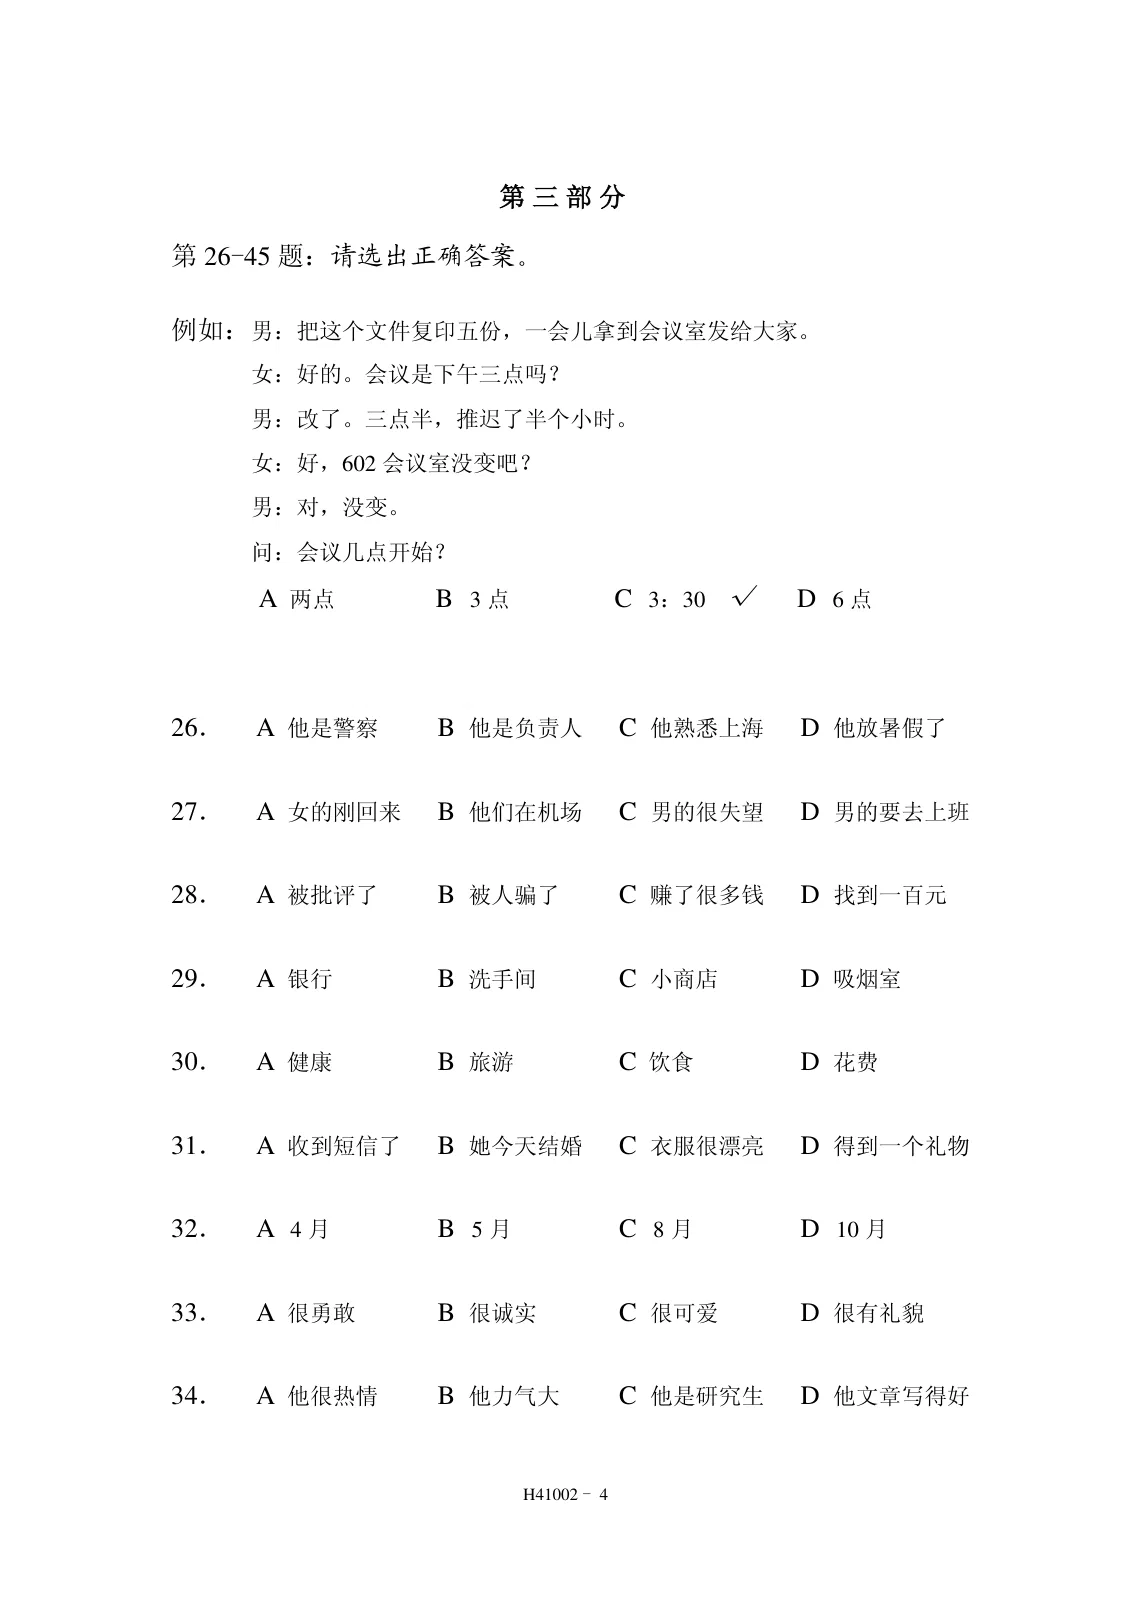 第三部分
第 26-45 题：请选出正确答案。
例如：男：把这个文件复印五份，一会儿拿到会议室发给大家。
女：好的。会议是下午三点吗？
男：改了。三点半，推迟了半个小时。
女：好，602 会议室没变吧？
男：对，没变。
问：会议几点开始？
A 两点 B 3 点 C 3：30 ✓ D 6 点
26． A 他是警察 B 他是负责人 C 他熟悉上海 D 他放暑假了
27． A 女的刚回来 B 他们在机场 C 男的很失望 D 男的要去上班
28． A 被批评了 B 被人骗了 C 赚了很多钱 D 找到一百元
29． A 银行 B 洗手间 C 小商店 D 吸烟室
30． A 健康 B 旅游 C 饮食 D 花费
31． A 收到短信了 B 她今天结婚 C 衣服很漂亮 D 得到一个礼物
32． A 4 月 B 5 月 C 8 月 D 10 月
33． A 很勇敢 B 很诚实 C 很可爱 D 很有礼貌
34． A 他很热情 B 他力气大 C 他是研究生 D 他文章写得好
H41002 - 4